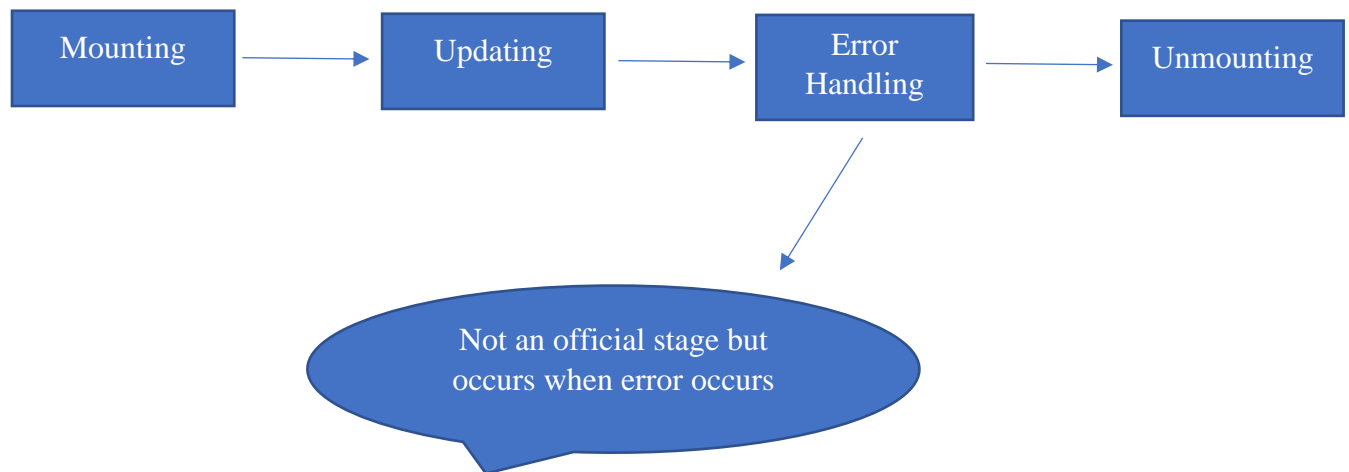 Mounting
Updating
Error
Handling
Unmounting
Not an official stage but
occurs when error occurs